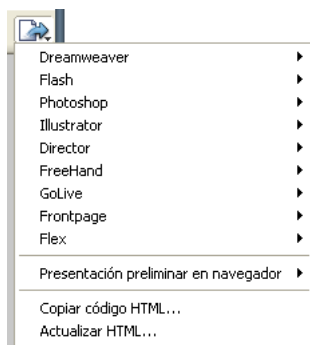 Dreamweaver
Flash
Photoshop
Illustrator
Director
FreeHand
GoLive
Frontpage
Flex
Presentación preliminar en navegador
Copiar código HTML...
Actualizar HTML...